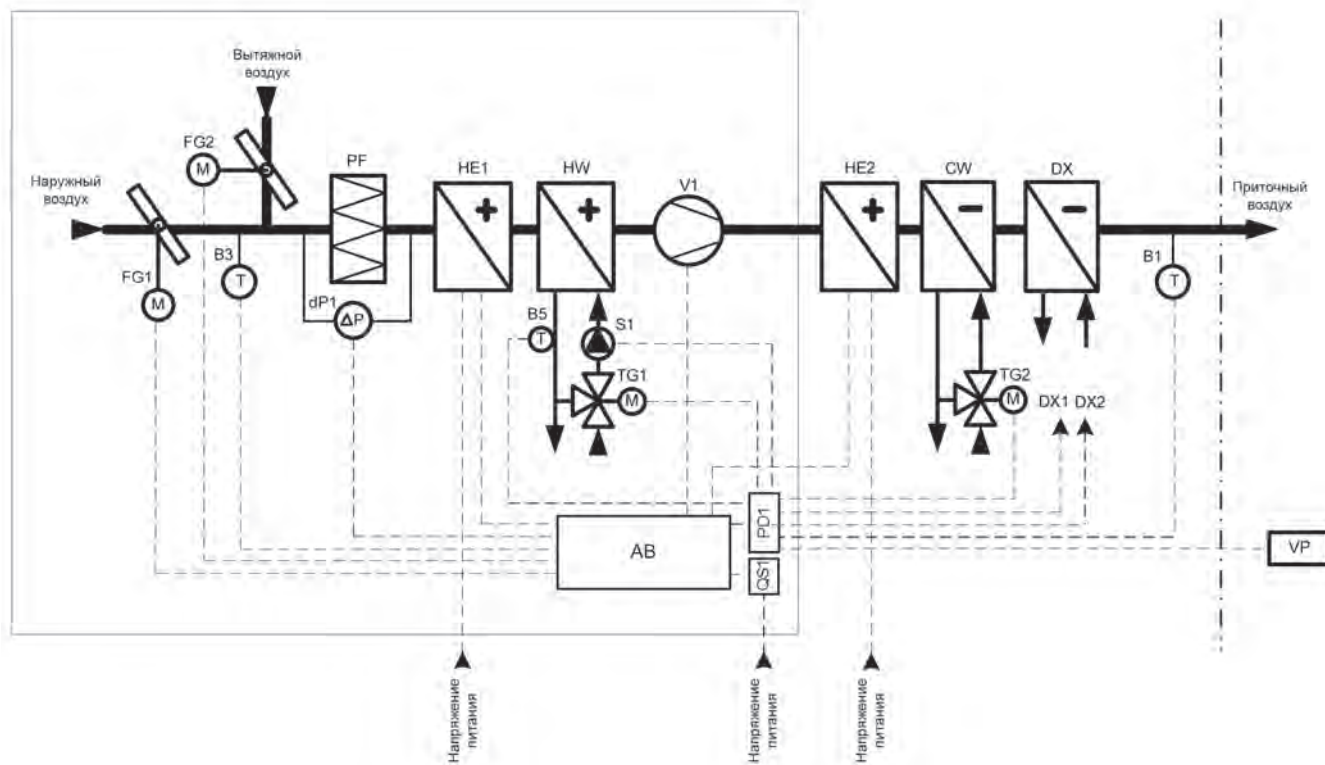 Вытяжной
воздух
FG2
M
PF
HE1
HW
V1
HE2
CW
DX
Наружный
воздух
Приточный
воздух
FG1
M
B3
T
dP1
ΔP
B5
T
S1
TG1
M
TG2
M
DX1 DX2
B1
T
AB
PD1
QS1
VP
Напряжение
питания
Напряжение
питания
Напряжение
питания